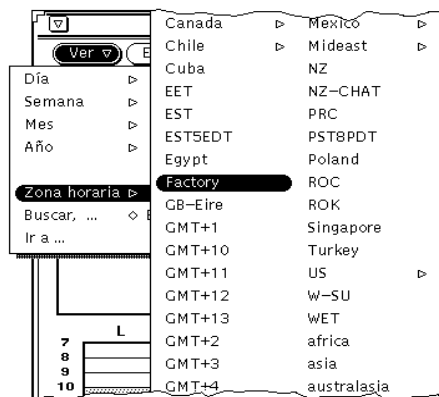 Ver
E
Día
Semana
Mes
Año
Zona horaria
Buscar, ...
Ir a ...
L
7
8
9
10
Canada
Chile
Cuba
EET
EST
EST5EDT
Egypt
Factory
GB-Eire
GMT+1
GMT+10
GMT+11
GMT+12
GMT+13
GMT+2
GMT+3
GMT+4
Mexico
Mideast
NZ
NZ-CHAT
PRC
PST8PDT
Poland
ROC
ROK
Singapore
Turkey
US
W-SU
WET
africa
asia
australasia